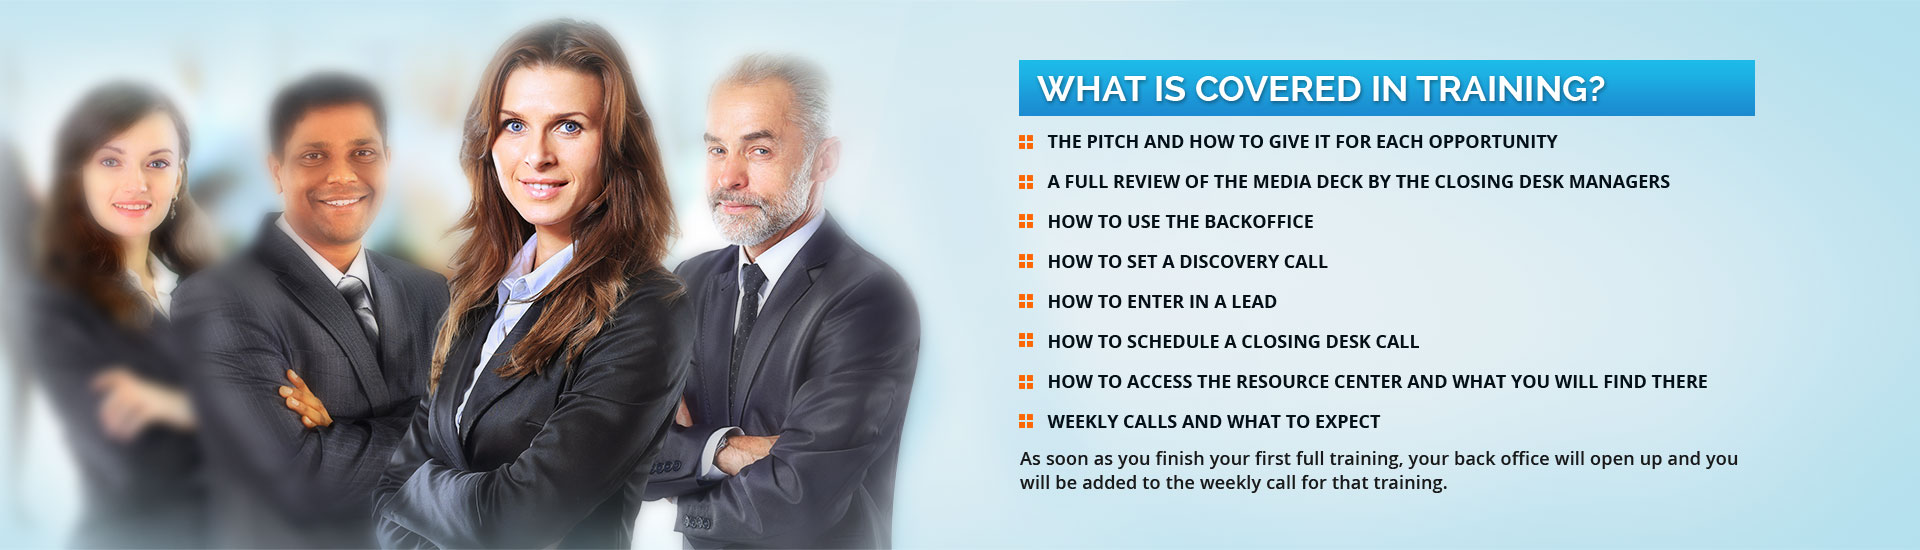 WHAT IS COVERED IN TRAINING?
THE PITCH AND HOW TO GIVE IT FOR EACH OPPORTUNITY
A FULL REVIEW OF THE MEDIA DECK BY THE CLOSING DESK MANAGERS
HOW TO USE THE BACKOFFICE
HOW TO SET A DISCOVERY CALL
HOW TO ENTER IN A LEAD
HOW TO SCHEDULE A CLOSING DESK CALL
HOW TO ACCESS THE RESOURCE CENTER AND WHAT YOU WILL FIND THERE
WEEKLY CALLS AND WHAT TO EXPECT
As soon as you finish your first full training, your back office will open up and you
will be added to the weekly call for that training.